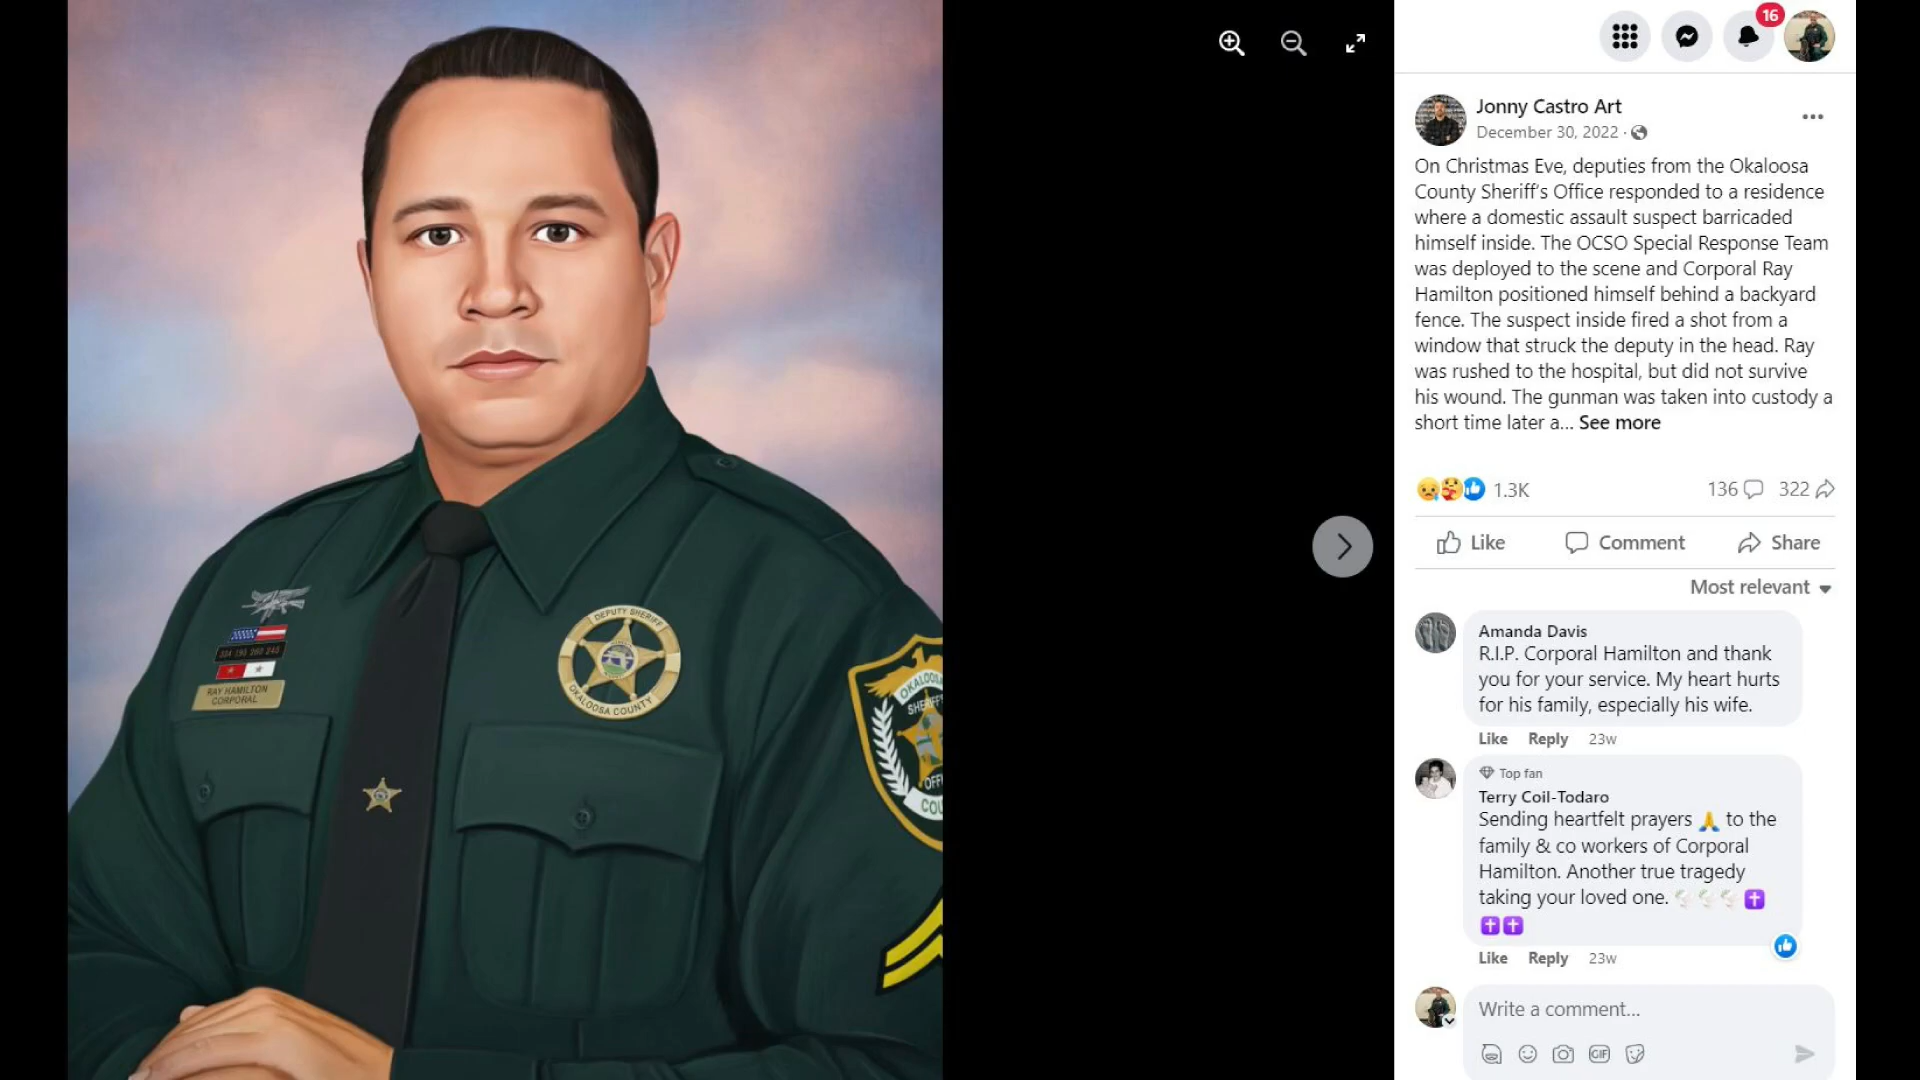 16
Jonny Castro Art
December 30, 2022 ·
On Christmas Eve, deputies from the Okaloosa
County Sheriff's Office responded to a residence
where a domestic assault suspect barricaded
himself inside. The OCSO Special Response Team
was deployed to the scene and Corporal Ray
Hamilton positioned himself behind a backyard
fence. The suspect inside fired a shot from a
window that struck the deputy in the head. Ray
was rushed to the hospital, but did not survive
his wound. The gunman was taken into custody a
short time later a... See more
1.3K 136 322
Like Comment Share
Most relevant
Amanda Davis
R.I.P. Corporal Hamilton and thank
you for your service. My heart hurts
for his family, especially his wife.
Like Reply 23w
Top fan
Terry Coil-Todaro
Sending heartfelt prayers 🙏 to the
family & co workers of Corporal
Hamilton. Another true tragedy
taking your loved one. 🕊🕊🕊✝
✝✝
Like Reply 23w
Write a comment...
GIF
RAY HAMILTON
CORPORAL
DEPUTY SHERIFF
OKALOOSA COUNTY
OKALOOSA
SHERIFF
OFF
COU